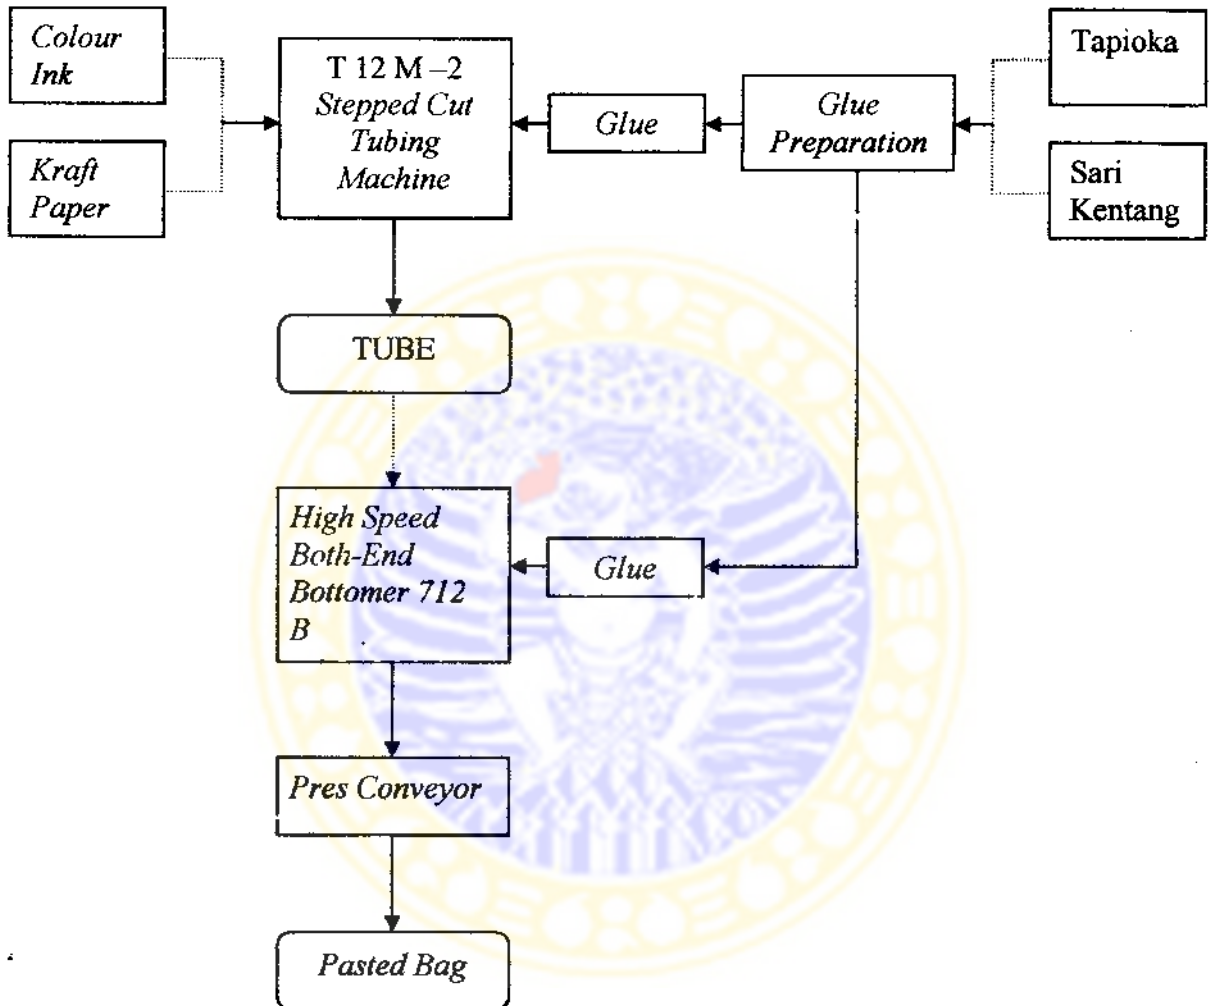 Colour
Ink
Kraft
Paper
T 12 M –2
Stepped Cut
Tubing
Machine
Glue
Glue
Preparation
Tapioka
Sari
Kentang
TUBE
High Speed
Both-End
Bottomer 712
B
Glue
Pres Conveyor
Pasted Bag